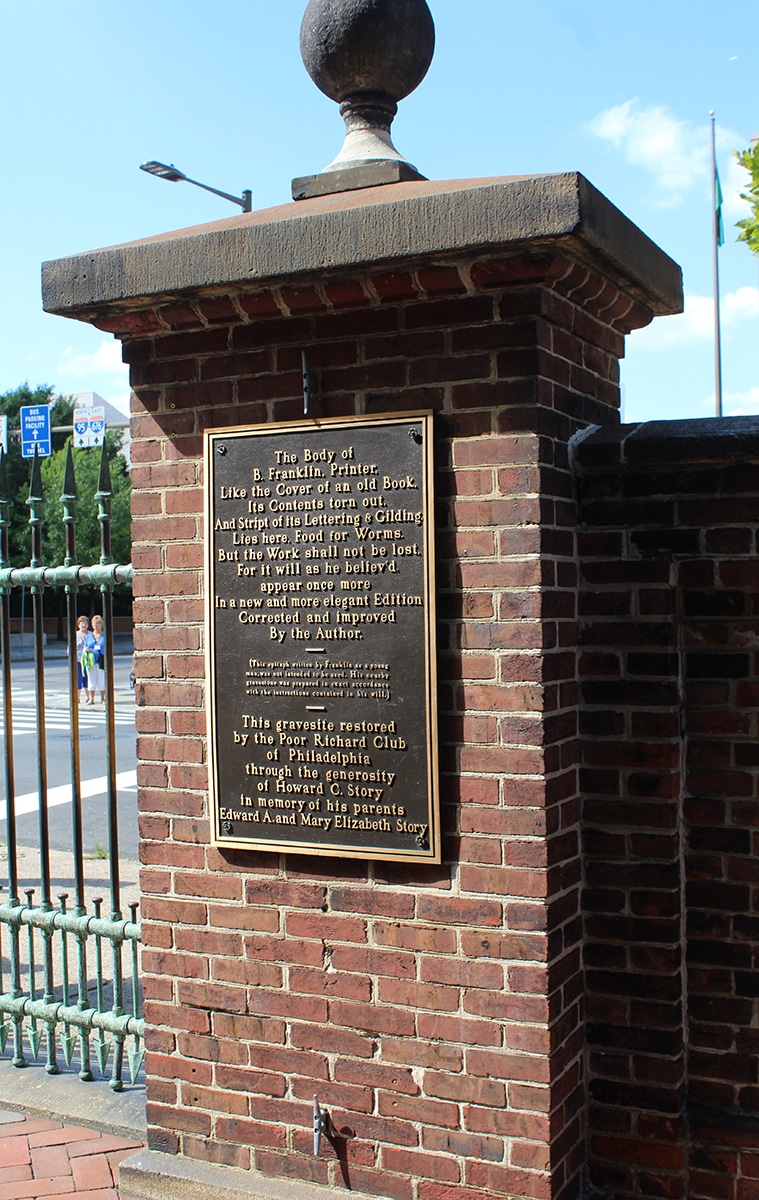 BUS
PARKING
FACILITY
NORTH EAST
95 676
The Body of
B. Franklin, Printer,
Like the Cover of an old Book,
Its Contents torn out,
And Stript of its Lettering & Gilding,
Lies here, Food for Worms.
But the Work shall not be lost,
For it will as he believ'd
appear once more
In a new and more elegant Edition
Corrected and improved
By the Author.
(This epitaph written by Franklin as a young
man, was not intended to be used. His nearby
gravestone was prepared in exact accordance
with the instructions contained in his will.)
This gravesite restored
by the Poor Richard Club
of Philadelphia
through the generosity
of Howard C. Story
in memory of his parents
Edward A. and Mary Elizabeth Story